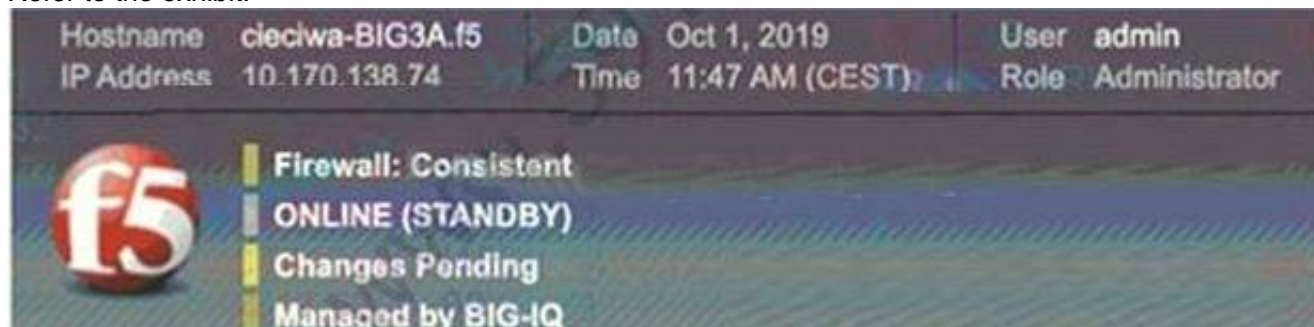 Hostname cieciwa-BIG3A.f5 Date Oct 1, 2019 User admin
IP Address 10.170.138.74 Time 11:47 AM (CEST) Role Administrator
f5
Firewall: Consistent
ONLINE (STANDBY)
Changes Pending
Managed by BIG-IQ